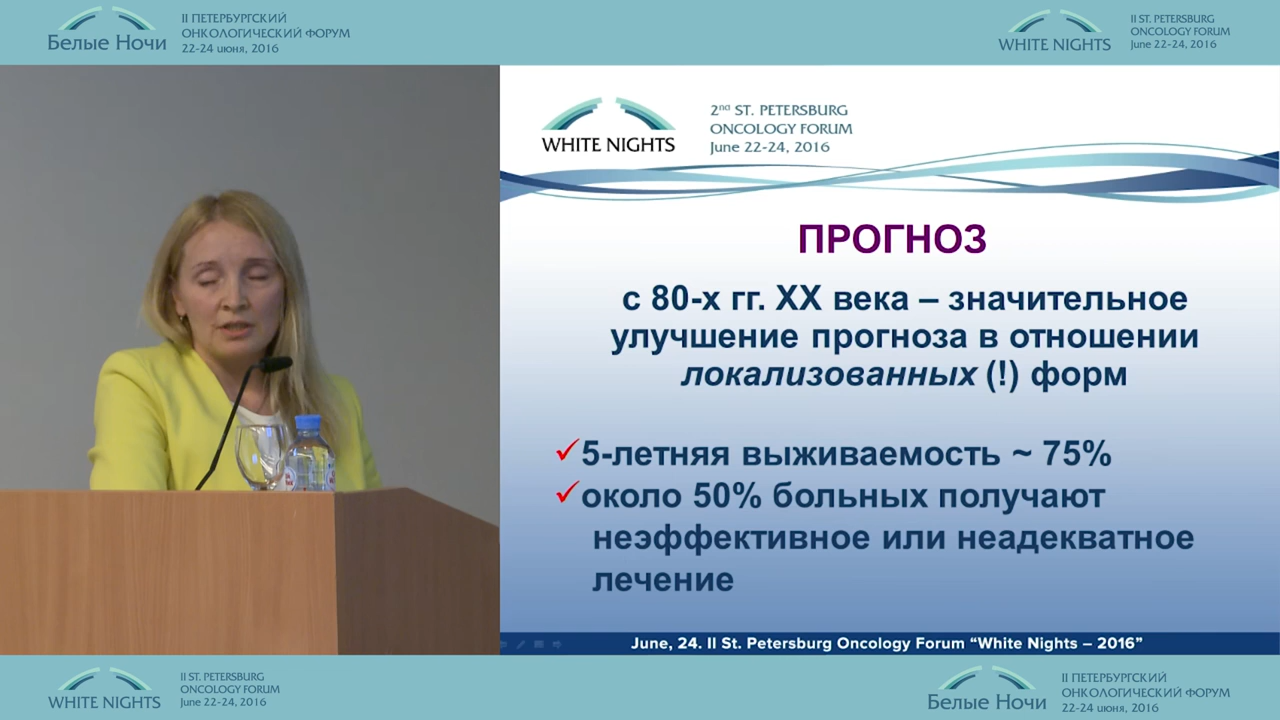 Белые Ночи
II ПЕТЕРБУРГСКИЙ
ОНКОЛОГИЧЕСКИЙ ФОРУМ
22-24 июня, 2016
WHITE NIGHTS
II ST. PETERSBURG
ONCOLOGY FORUM
June 22-24, 2016
WHITE NIGHTS
2nd ST. PETERSBURG
ONCOLOGY FORUM
June 22-24, 2016
ПРОГНОЗ
с 80-х гг. XX века – значительное
улучшение прогноза в отношении
локализованных (!) форм
5-летняя выживаемость ~ 75%
около 50% больных получают
неэффективное или неадекватное
лечение
June, 24. II St. Petersburg Oncology Forum “White Nights – 2016”
WHITE NIGHTS
II ST. PETERSBURG
ONCOLOGY FORUM
June 22-24, 2016
Белые Ночи
II ПЕТЕРБУРГСКИЙ
ОНКОЛОГИЧЕСКИЙ ФОРУМ
22-24 июня, 2016